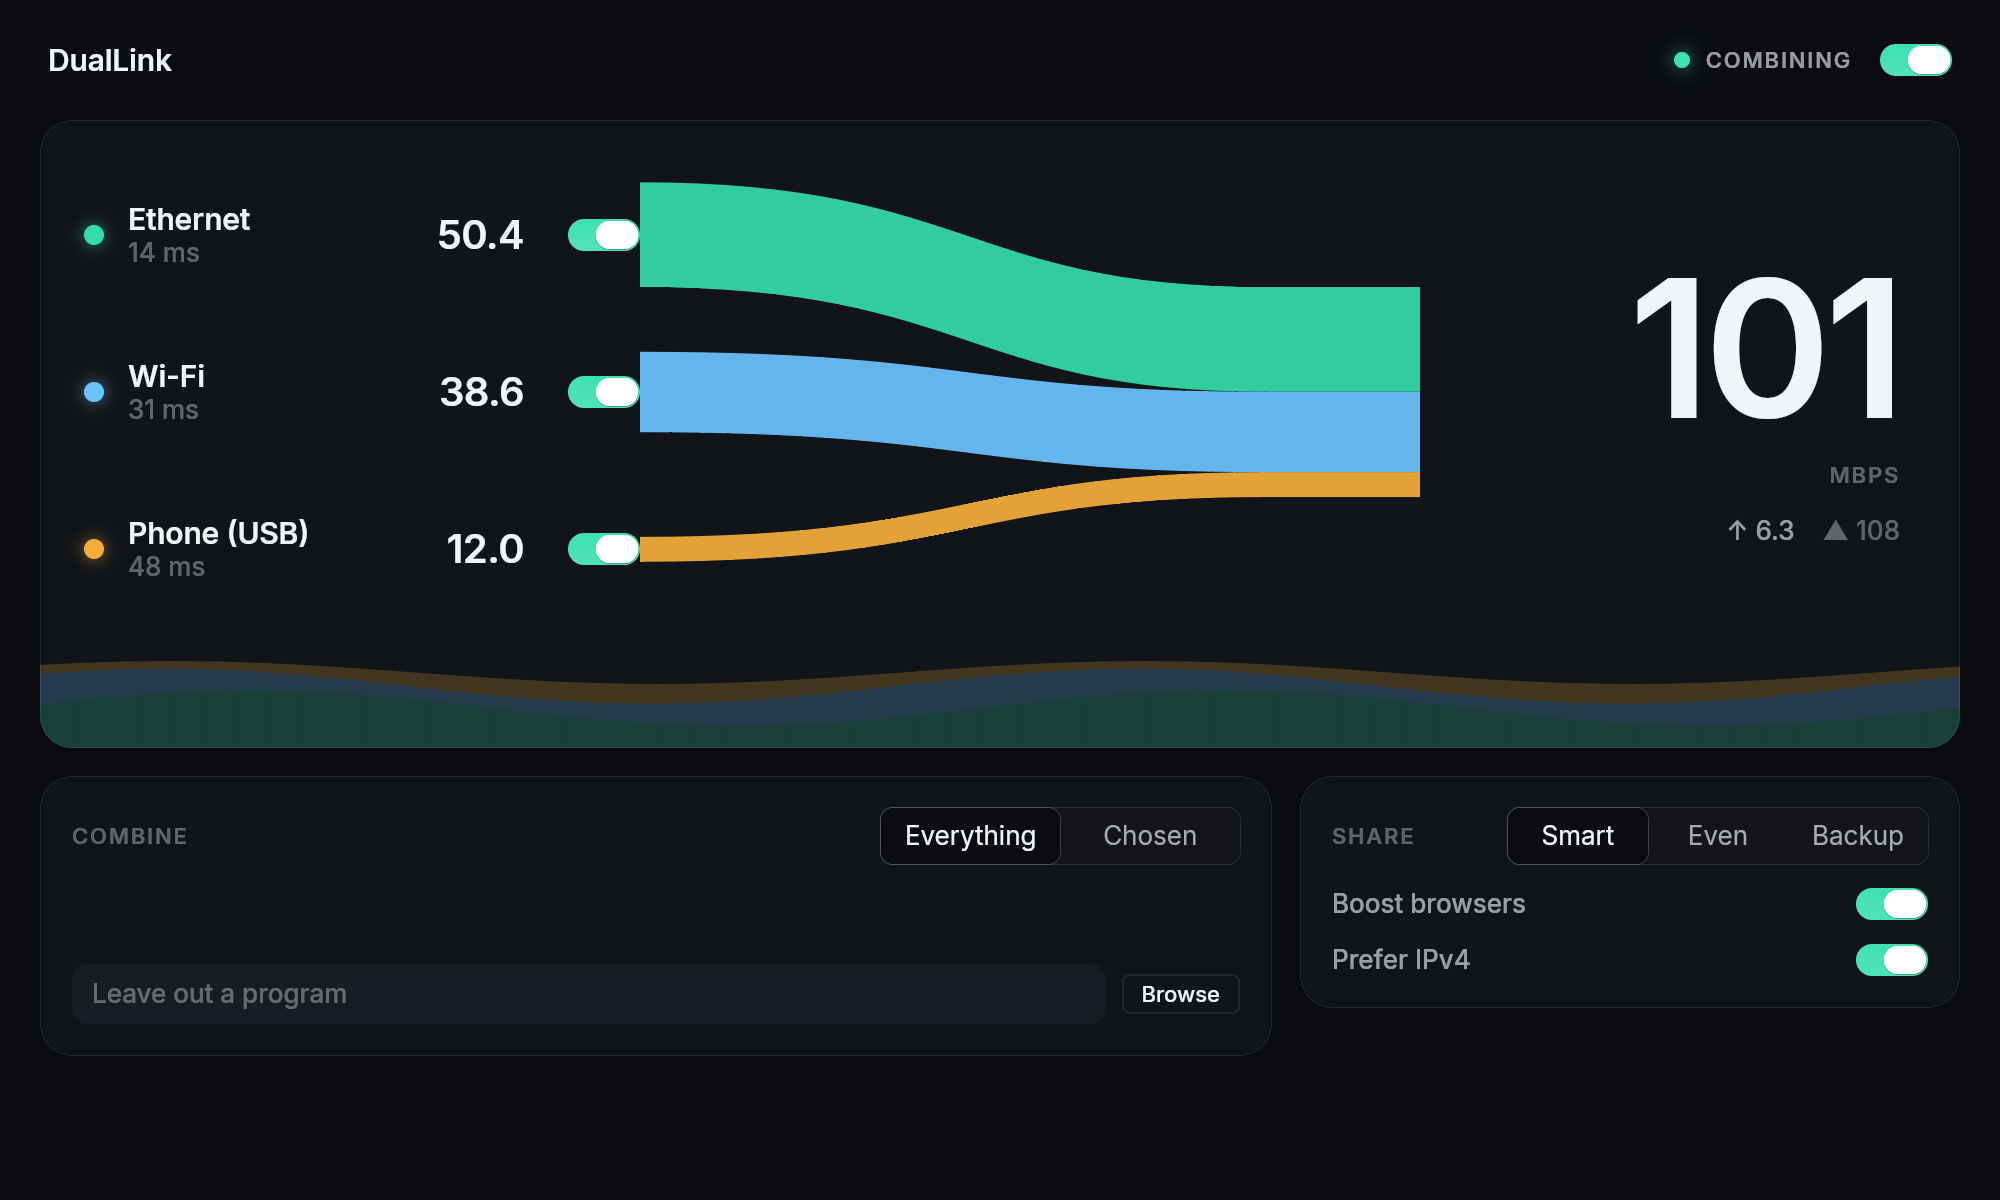 DualLink
COMBINING
Ethernet
14 ms
50.4
Wi-Fi
31 ms
38.6
Phone (USB)
48 ms
12.0
101
MBPS
↑ 6.3 ▲ 108
COMBINE
Everything Chosen
Leave out a program
Browse
SHARE
Smart Even Backup
Boost browsers
Prefer IPv4